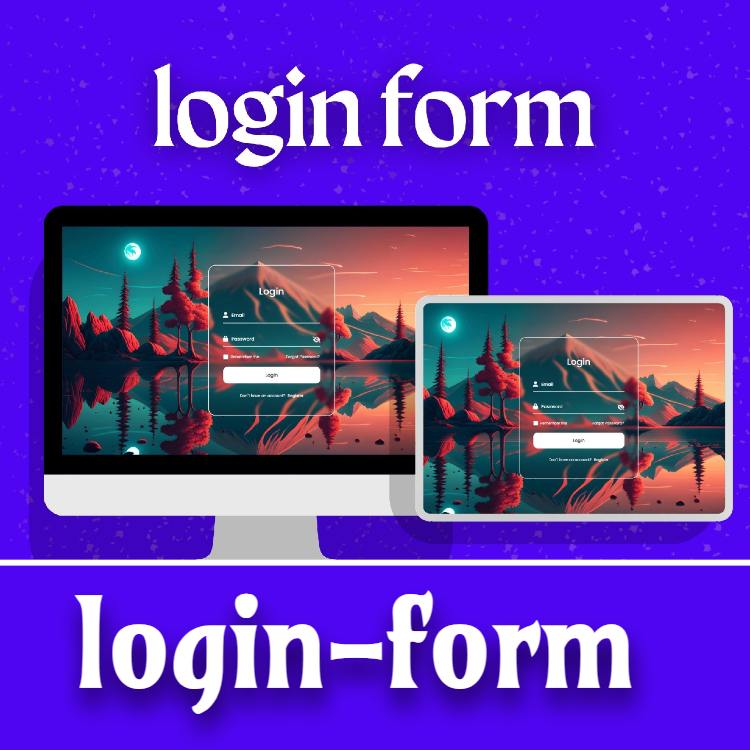 login form
Login
Email
Password
Remember me Forgot Password?
Login
Don't have an account? Register
Login
Email
Password
Remember me Forgot Password?
Login
Don't have an account? Register
login-form